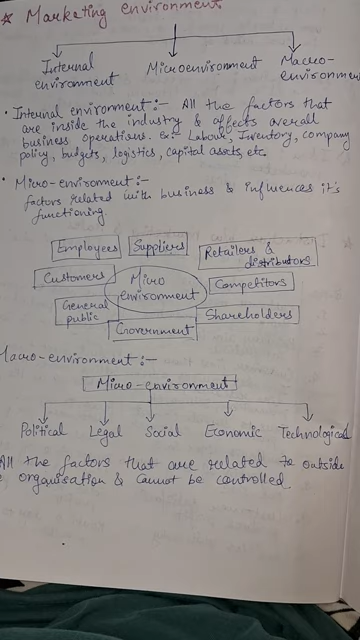 * Marketing environment
Internal environment
Microenvironment
Macro-environment
• Internal environment:- All the factors that
are inside the industry & affects overall
business operations. Ex:- Labour, Inventory, company
policy, budgets, logistics, capital assets, etc.
• Micro-environment:-
factors related with business & influences it's
functioning.
Employees
Suppliers
Retailers & distributors
Customers
Micro environment
Competitors
General public
Shareholders
Government
Macro-environment:-
Micro-environment
Political
Legal
Social
Economic
Technological
All the factors that are related to outside
organisation & cannot be controlled